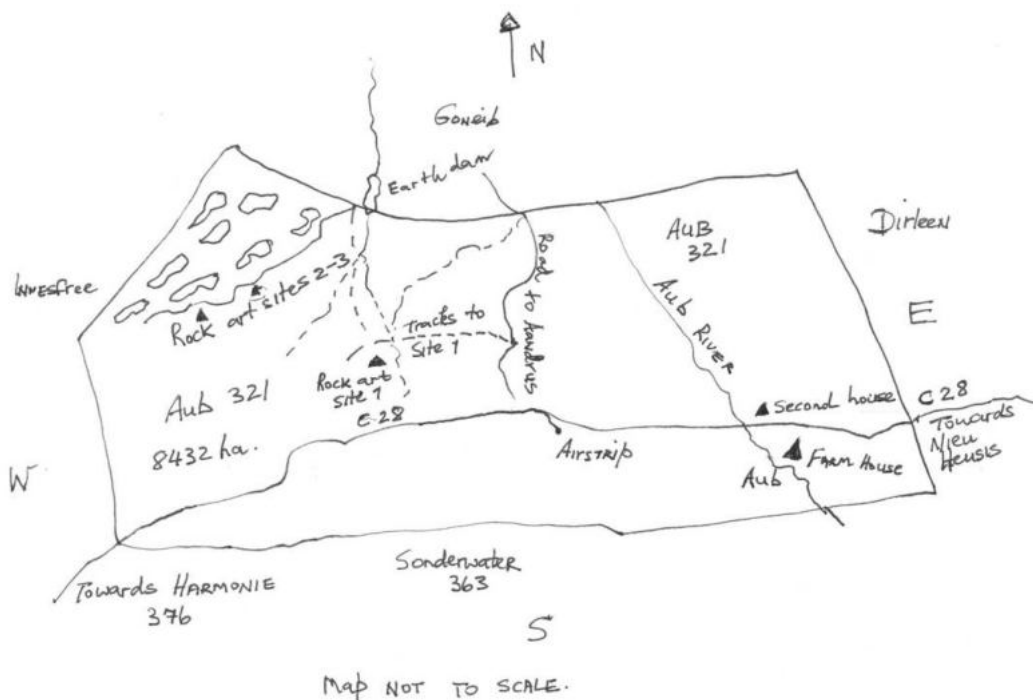 N
Goneib
Earth dam
AUB
321
Dirleen
Innesfree
Road to Aandrus
Aub RIVER
E
Rock art sites 2-3
Tracks to
Site 1
Rock art
site 1
C-28
Aub 321
8432 ha.
W
Second house
C28
Towards
Nieu
Heusis
Airstrip
Aub
FARM House
Towards HARMONIE
376
Sonderwater
363
S
Map NOT TO SCALE.